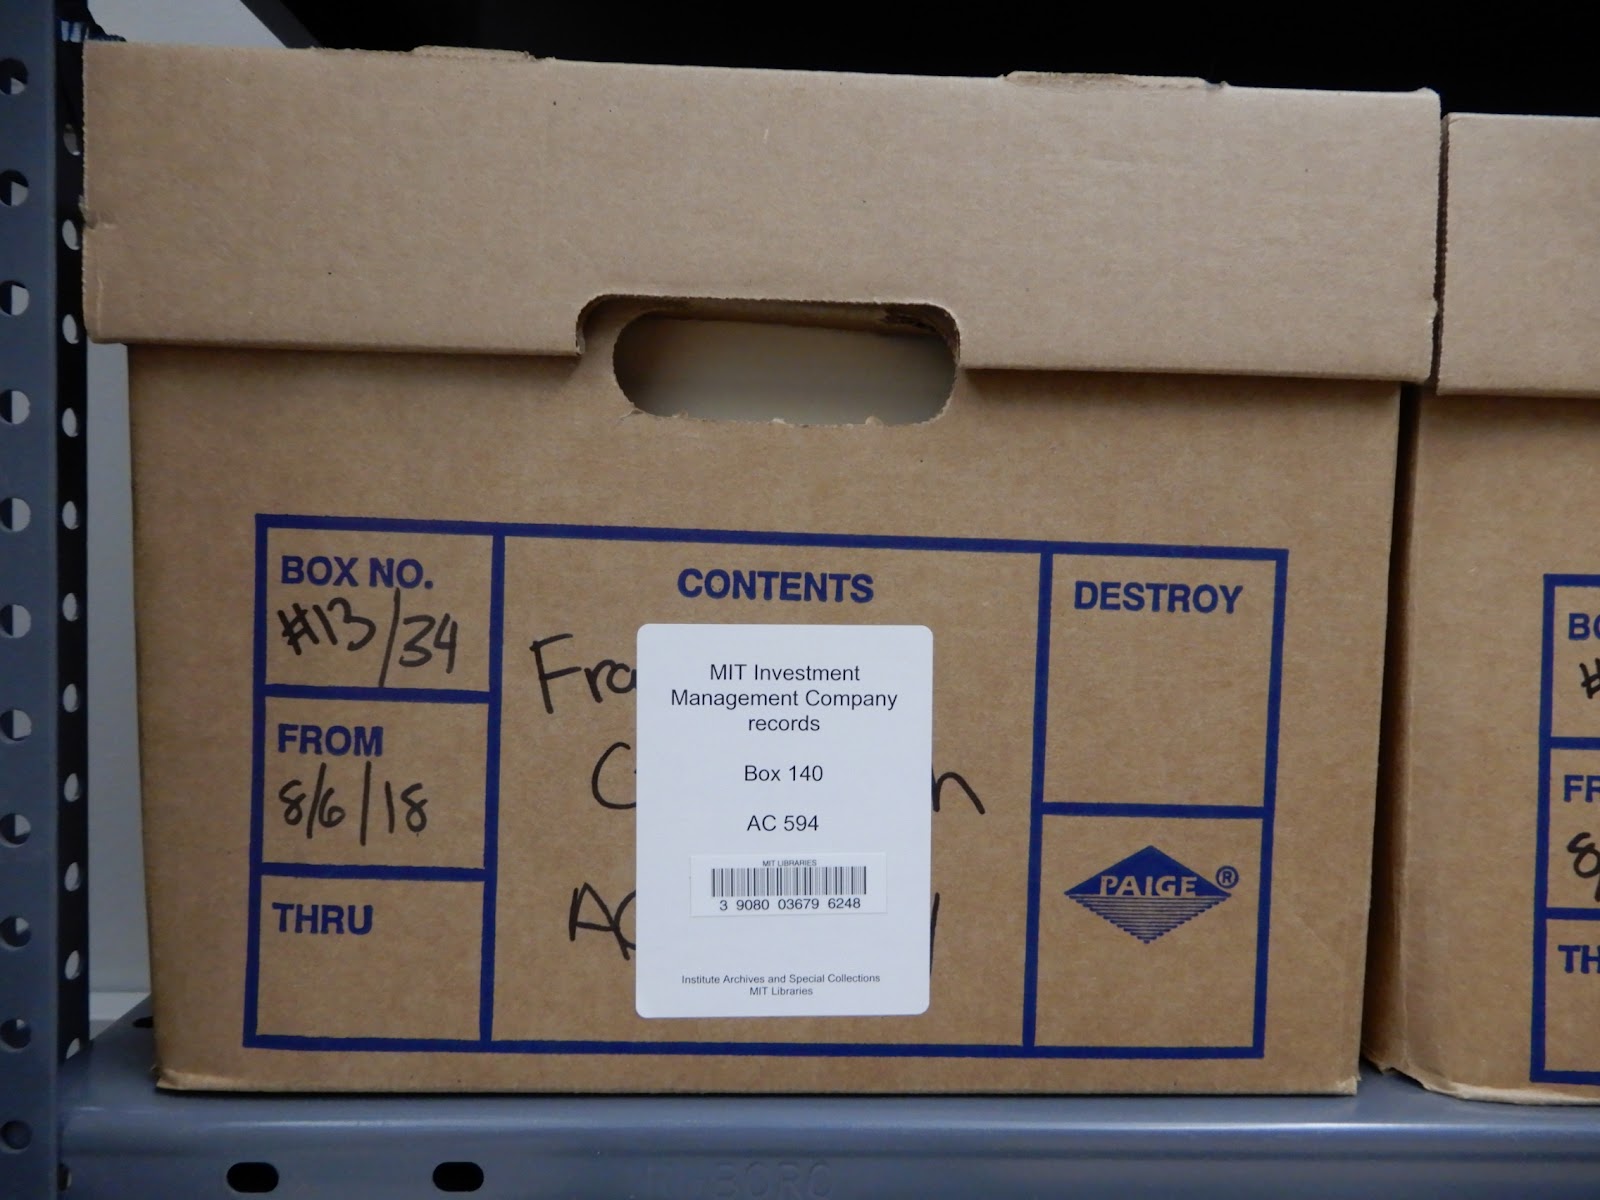 BOX NO.
#13/34
FROM
8/6/18
THRU
CONTENTS
MIT Investment
Management Company
records
Box 140
AC 594
MIT LIBRARIES
3 9080 03679 6248
Institute Archives and Special Collections
MIT Libraries
DESTROY
PAIGE ®